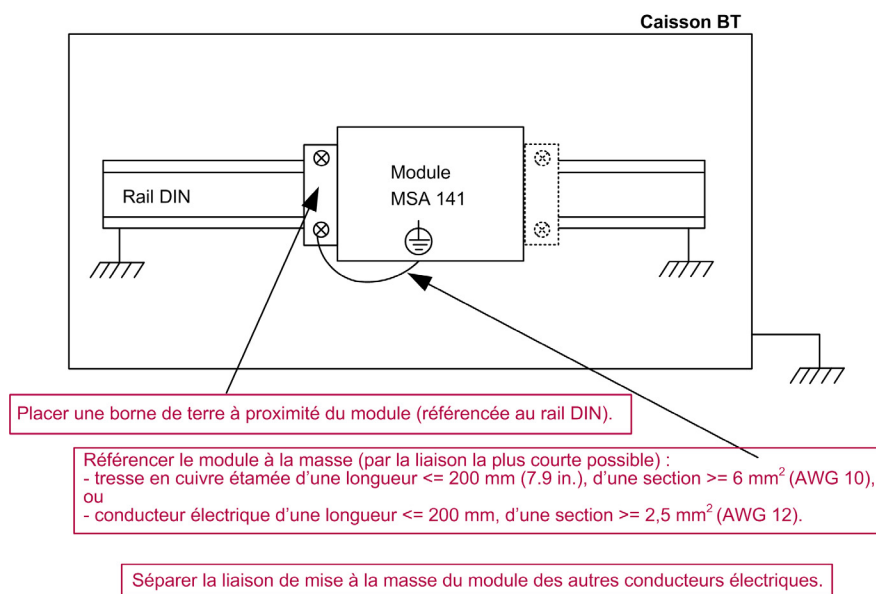 Caisson BT
Module
MSA 141
Rail DIN
Placer une borne de terre à proximité du module (référencée au rail DIN).
Référencer le module à la masse (par la liaison la plus courte possible) :
- tresse en cuivre étamée d'une longueur <= 200 mm (7.9 in.), d'une section >= 6 mm² (AWG 10),
ou
- conducteur électrique d'une longueur <= 200 mm, d'une section >= 2,5 mm² (AWG 12).
Séparer la liaison de mise à la masse du module des autres conducteurs électriques.